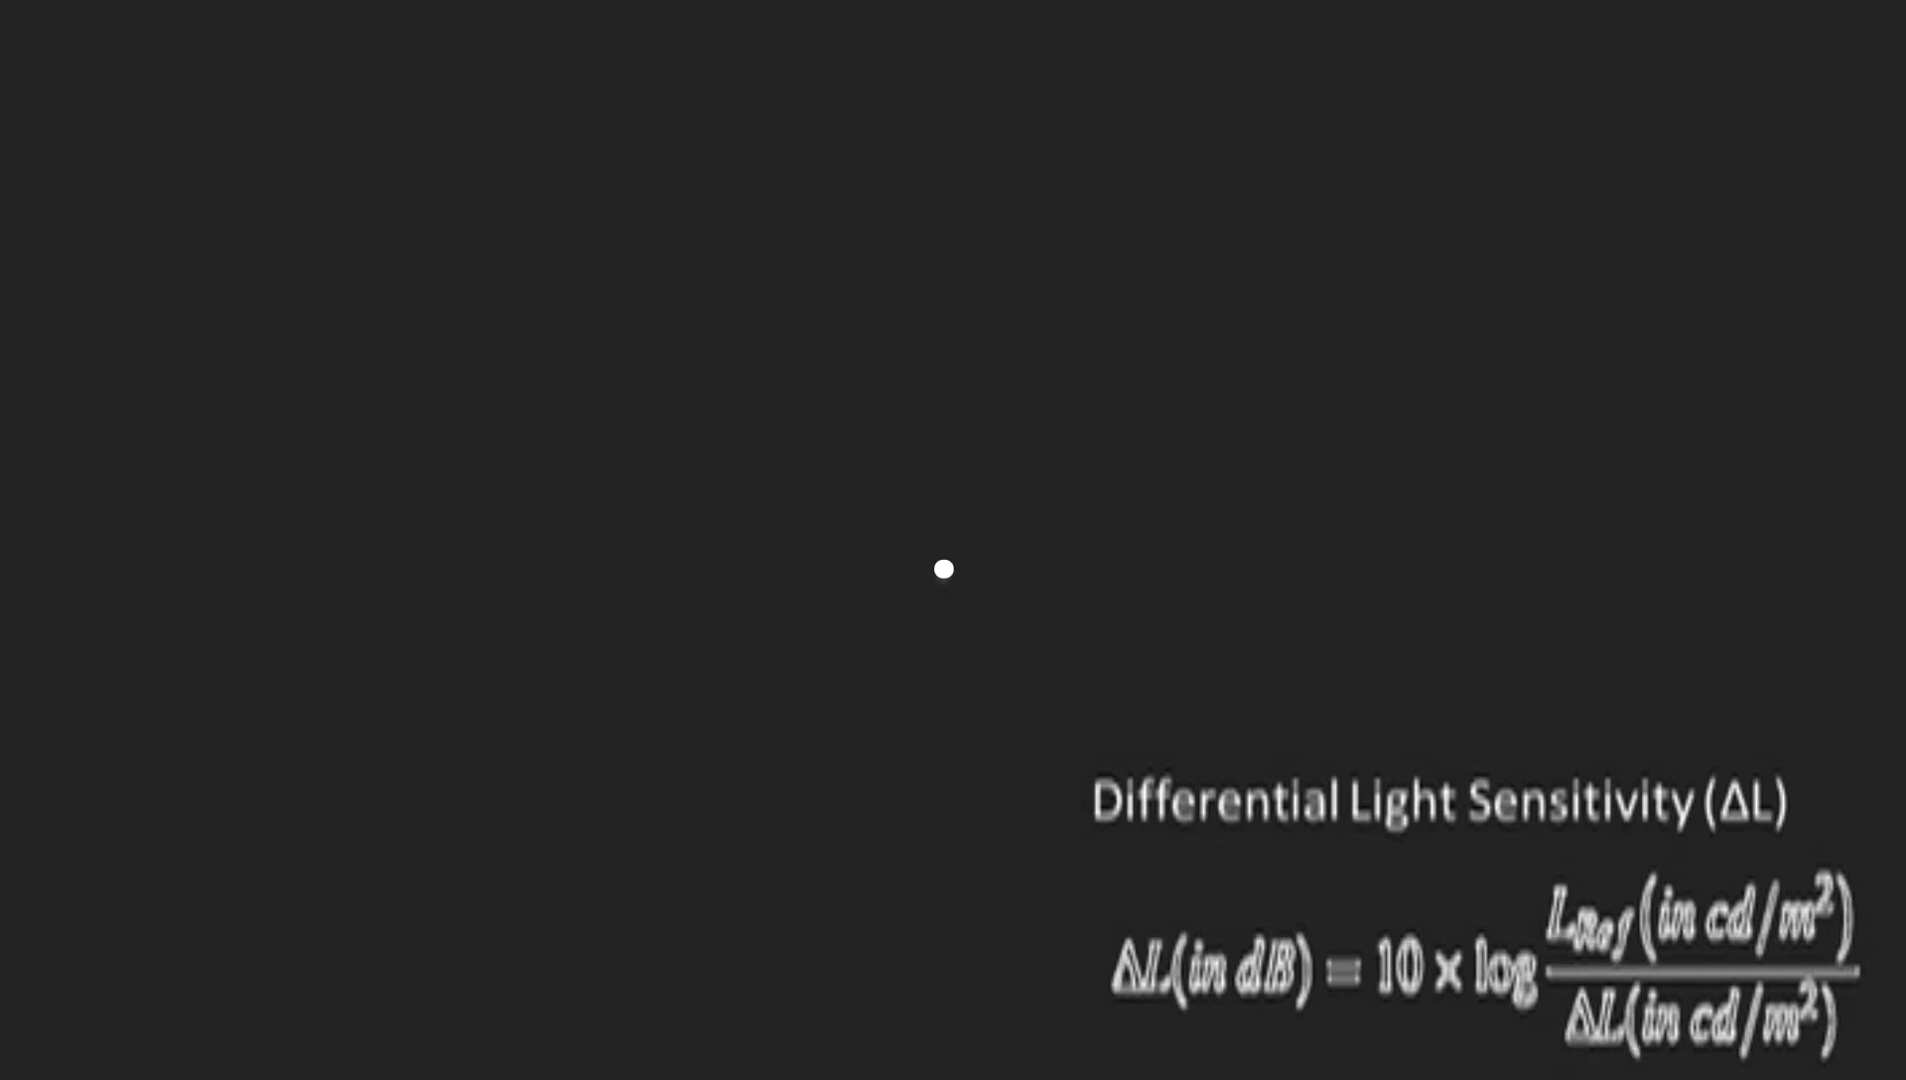 Differential Light Sensitivity (ΔL)
ΔL(in dB) = 10 × log L_Ref(in cd/m²) / ΔL(in cd/m²)